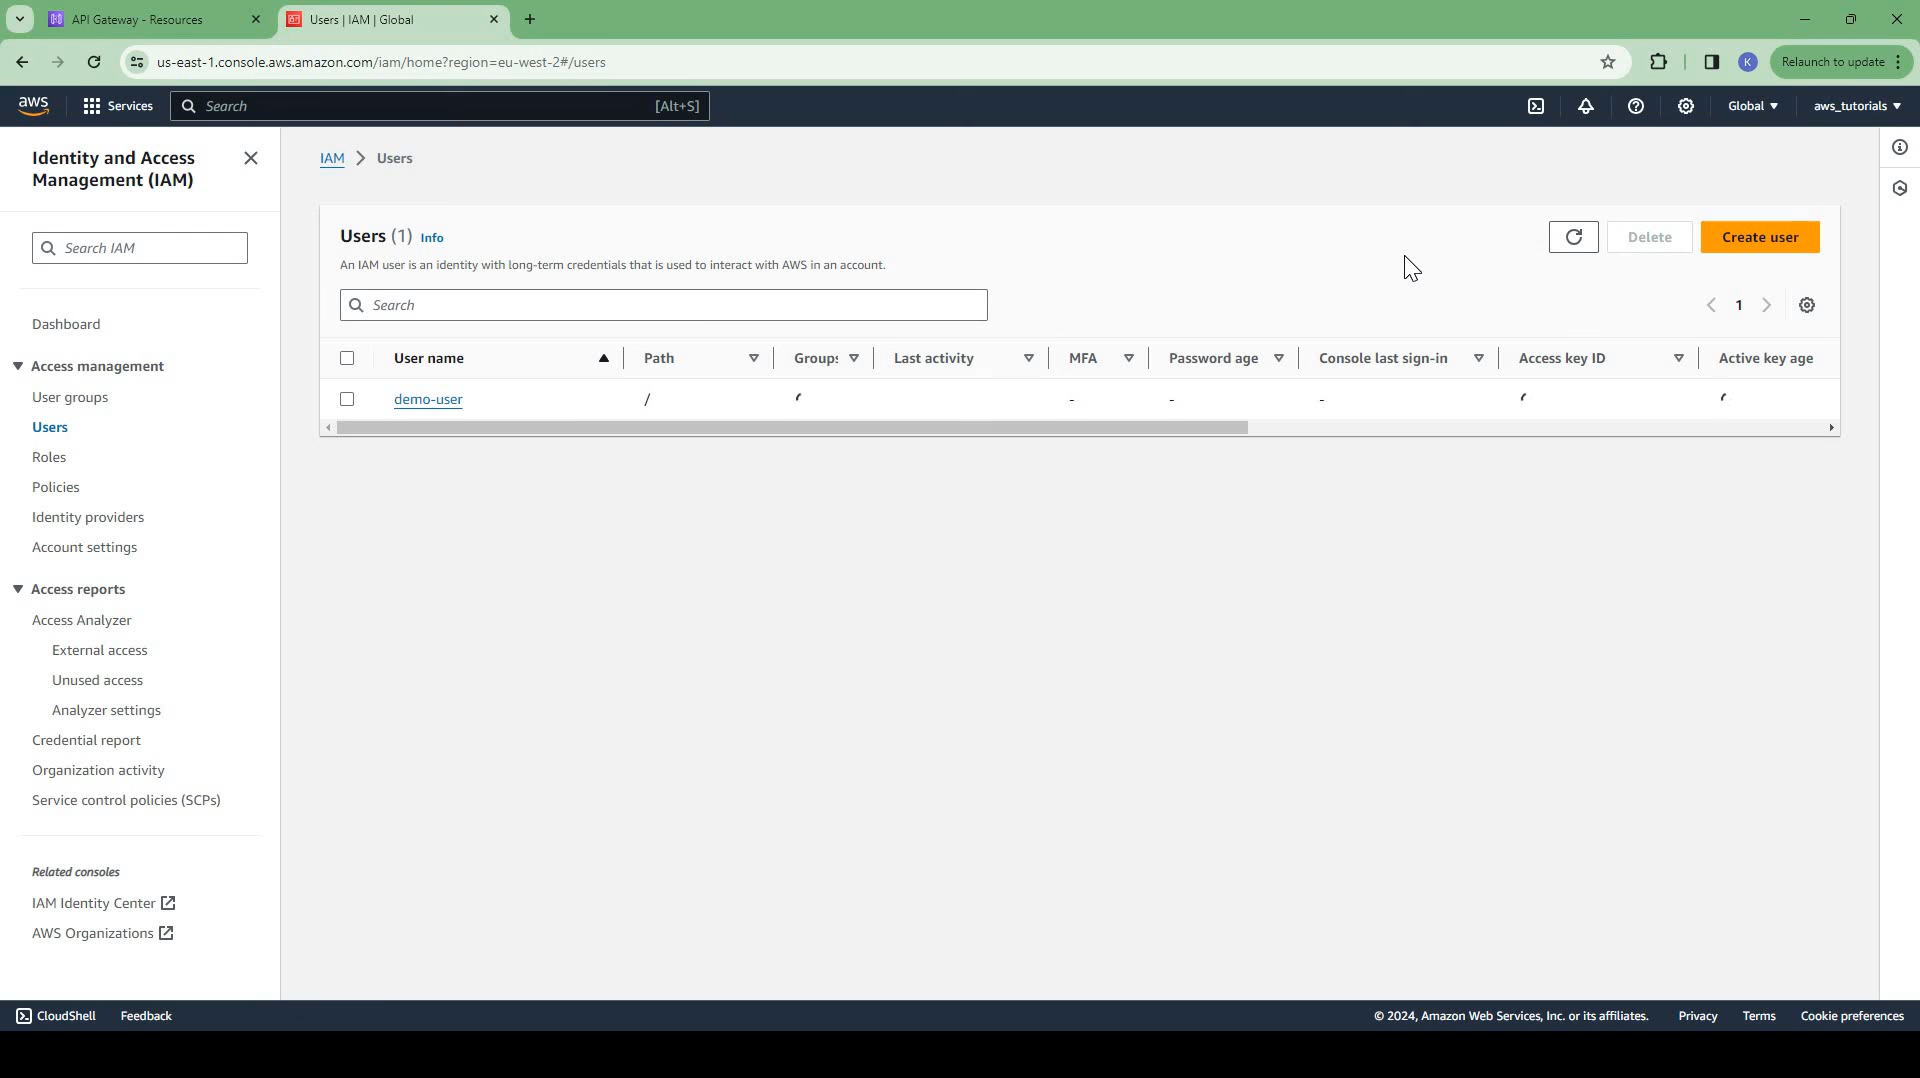 API Gateway - Resources
Users | IAM | Global
us-east-1.console.aws.amazon.com/iam/home?region=eu-west-2#/users
K
Relaunch to update
aws
Services
Search
[Alt+S]
Global
aws_tutorials
Identity and Access
Management (IAM)
Search IAM
Dashboard
Access management
User groups
Users
Roles
Policies
Identity providers
Account settings
Access reports
Access Analyzer
External access
Unused access
Analyzer settings
Credential report
Organization activity
Service control policies (SCPs)
Related consoles
IAM Identity Center
AWS Organizations
IAM > Users
Users (1) Info
An IAM user is an identity with long-term credentials that is used to interact with AWS in an account.
Delete
Create user
Search
1
User name Path Groups Last activity MFA Password age Console last sign-in Access key ID Active key age
demo-user / - - -
CloudShell
Feedback
© 2024, Amazon Web Services, Inc. or its affiliates.
Privacy
Terms
Cookie preferences